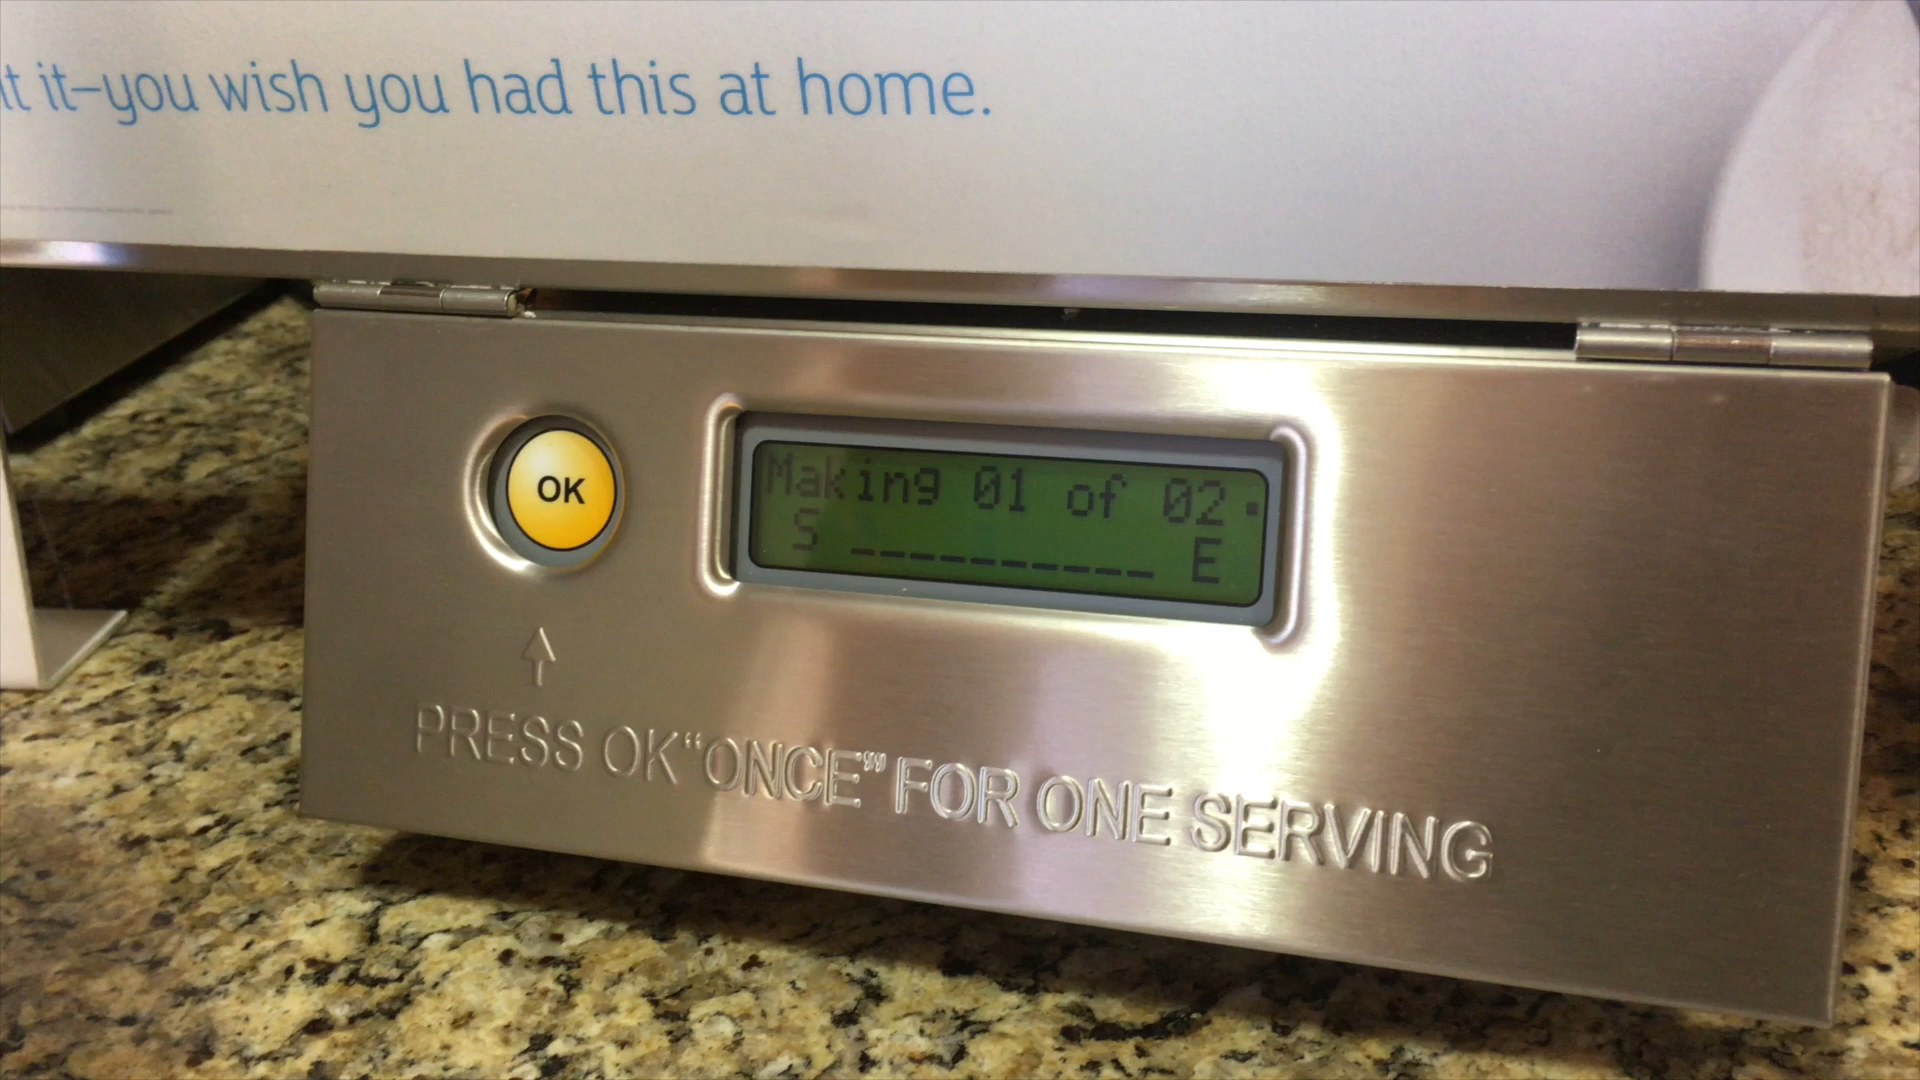 it–you wish you had this at home.
OK
Making 01 of 02.
S __________ E
PRESS OK “ONCE” FOR ONE SERVING